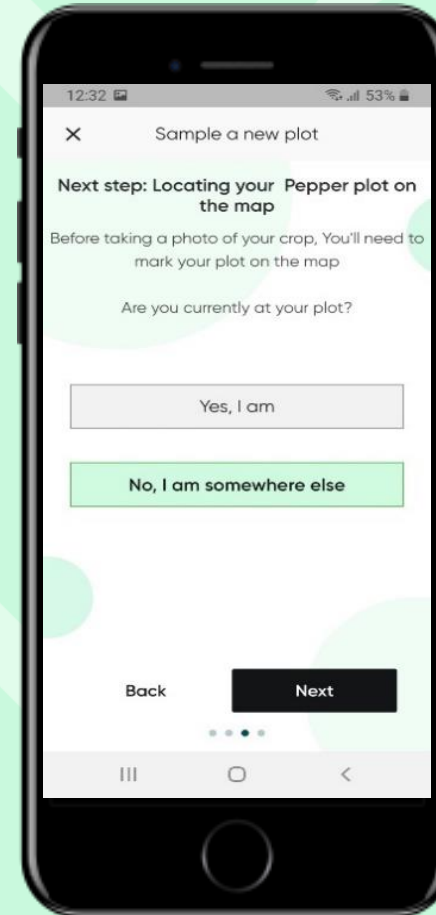 12:32 53%
Sample a new plot
Next step: Locating your Pepper plot on
the map
Before taking a photo of your crop, You'll need to
mark your plot on the map
Are you currently at your plot?
Yes, I am
No, I am somewhere else
Back Next